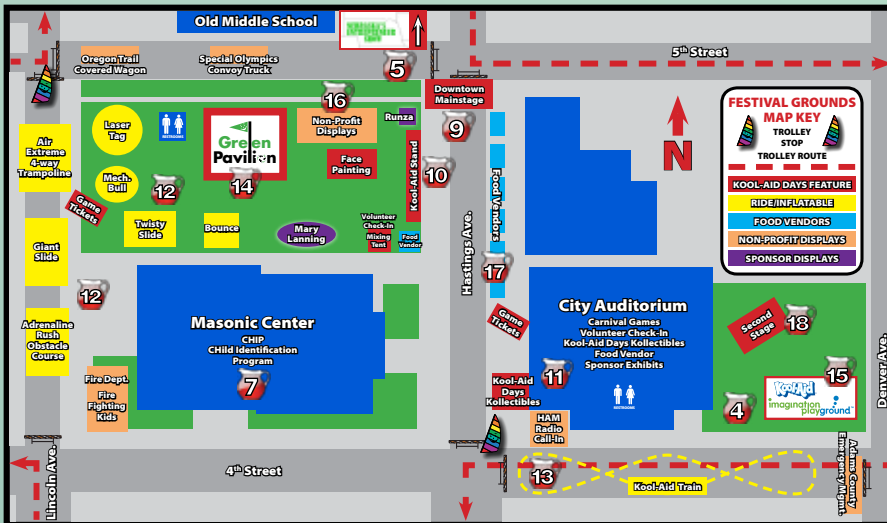 Old Middle School
5
5th Street
Oregon Trail
Covered Wagon
Special Olympics
Convoy Truck
16
Downtown
Mainstage
9
Laser
Tag
RESTROOMS
Green
Pavilion
14
Non-Profit
Displays
Runza
Face
Painting
Kool-Aid Stand
10
Air
Extreme
4-way
Trampoline
Mech.
Bull
12
Game
Tickets
Twisty
Slide
Bounce
Mary
Lanning
Volunteer
Check-In
Mixing
Tent
Food
Vendor
Food Vendors
Hastings Ave.
17
N
FESTIVAL GROUNDS
MAP KEY
TROLLEY
STOP
TROLLEY ROUTE
KOOL-AID DAYS FEATURE
RIDE/INFLATABLE
FOOD VENDORS
NON-PROFIT DISPLAYS
SPONSOR DISPLAYS
Giant
Slide
12
Adrenaline
Rush
Obstacle
Course
Masonic Center
CHIP
CHild Identification
Program
7
Fire Dept.
Fire
Fighting
Kids
Game
Tickets
City Auditorium
Carnival Games
Volunteer Check-In
Kool-Aid Days Kollectibles
Food Vendor
Sponsor Exhibits
11
RESTROOMS
Kool-Aid
Days
Kollectibles
HAM
Radio
Call-In
Second
Stage
18
15
4
Kool-Aid
imagination
playground
Denver Ave.
Lincoln Ave.
4th Street
13
Kool-Aid Train
Adams County
Emergency Mgmt.